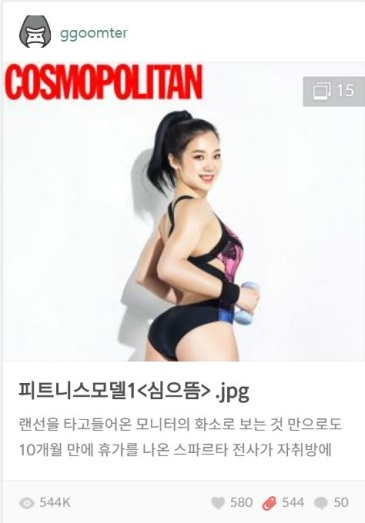 ggoomter
COSMOPOLITAN
15
피트니스모델1<심으뜸> .jpg
랜선을 타고들어온 모니터의 화소로 보는 것 만으로도
10개월 만에 휴가를 나온 스파르타 전사가 자취방에
544K 580 544 50